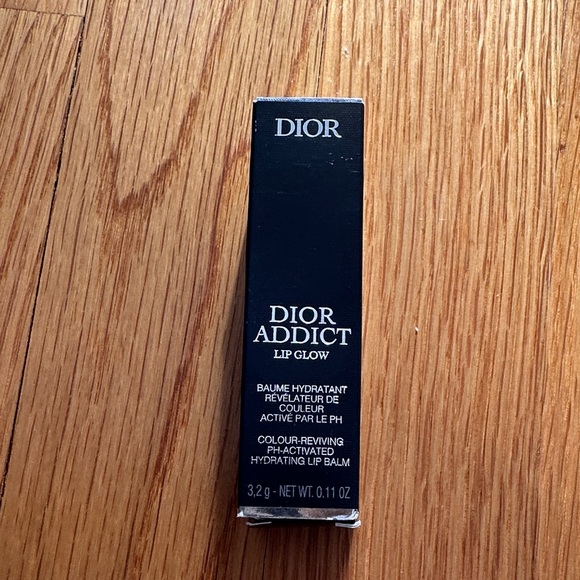 DIOR
DIOR
ADDICT
LIP GLOW
BAUME HYDRATANT
RÉVÉLATEUR DE
COULEUR
ACTIVÉ PAR LE PH
COLOUR-REVIVING
PH-ACTIVATED
HYDRATING LIP BALM
3,2 g - NET WT. 0.11 OZ